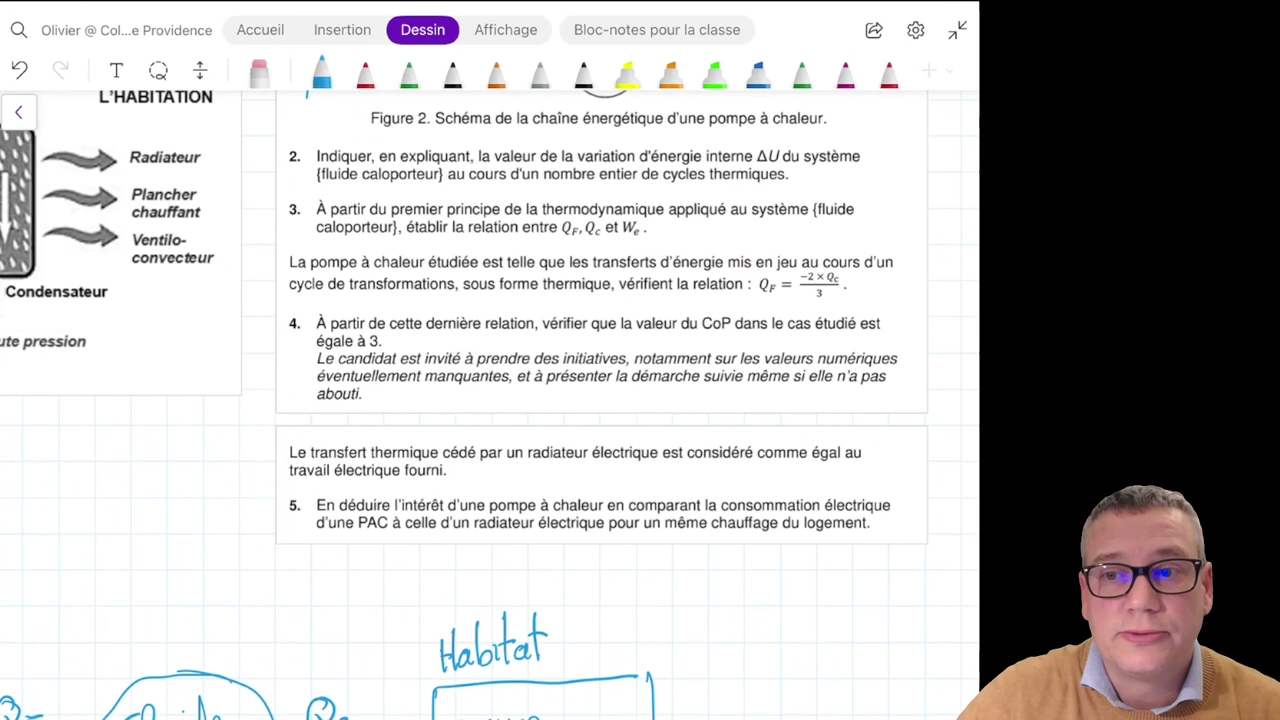 Olivier @ Col...e Providence
Accueil
Insertion
Dessin
Affichage
Bloc-notes pour la classe
T
L'HABITATION
Radiateur
Plancher
chauffant
Ventilo-
convecteur
Condensateur
ute pression
Figure 2. Schéma de la chaîne énergétique d'une pompe à chaleur.
2. Indiquer, en expliquant, la valeur de la variation d'énergie interne ΔU du système
{fluide caloporteur} au cours d'un nombre entier de cycles thermiques.
3. À partir du premier principe de la thermodynamique appliqué au système {fluide
caloporteur}, établir la relation entre Q_F, Q_c et W_e .
La pompe à chaleur étudiée est telle que les transferts d'énergie mis en jeu au cours d'un
cycle de transformations, sous forme thermique, vérifient la relation : Q_F = (−2 × Q_c)/3 .
4. À partir de cette dernière relation, vérifier que la valeur du CoP dans le cas étudié est
égale à 3.
Le candidat est invité à prendre des initiatives, notamment sur les valeurs numériques
éventuellement manquantes, et à présenter la démarche suivie même si elle n'a pas
abouti.
Le transfert thermique cédé par un radiateur électrique est considéré comme égal au
travail électrique fourni.
5. En déduire l'intérêt d'une pompe à chaleur en comparant la consommation électrique
d'une PAC à celle d'un radiateur électrique pour un même chauffage du logement.
Habitat